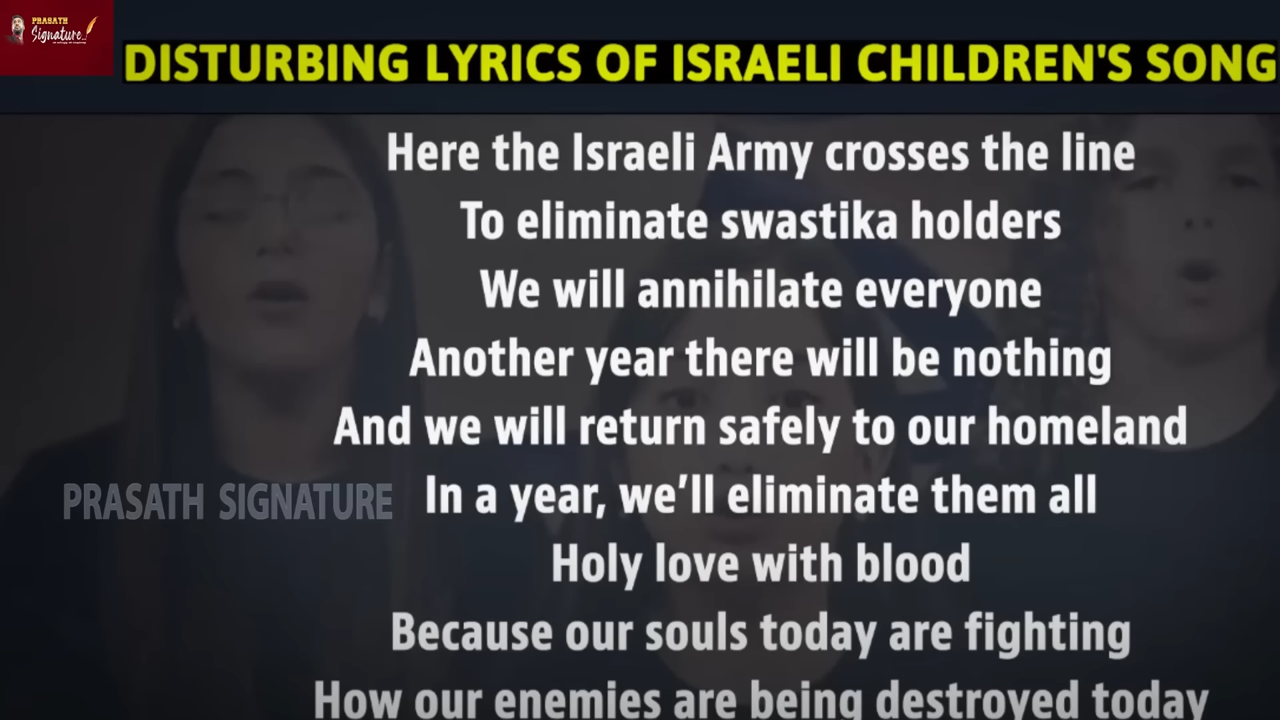 PRASATH
Signature
DISTURBING LYRICS OF ISRAELI CHILDREN'S SONG
Here the Israeli Army crosses the line
To eliminate swastika holders
We will annihilate everyone
Another year there will be nothing
And we will return safely to our homeland
In a year, we’ll eliminate them all
PRASATH SIGNATURE
Holy love with blood
Because our souls today are fighting
How our enemies are being destroyed today